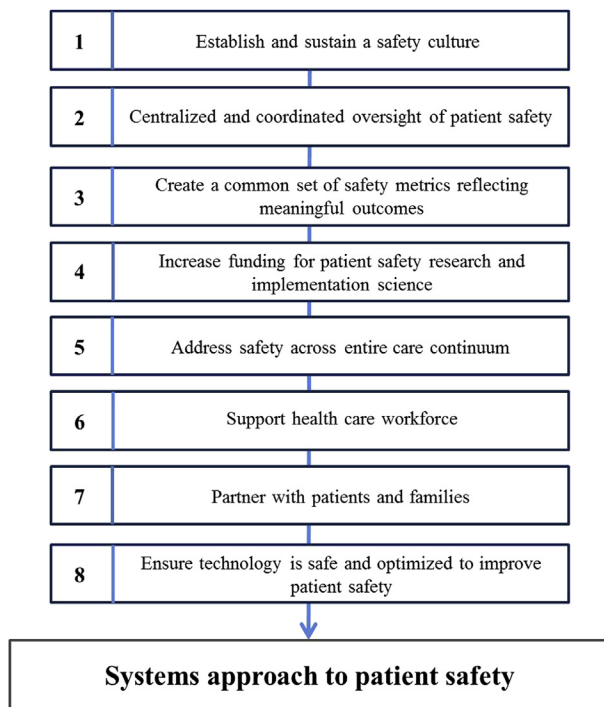 1
Establish and sustain a safety culture
2
Centralized and coordinated oversight of patient safety
3
Create a common set of safety metrics reflecting
meaningful outcomes
4
Increase funding for patient safety research and
implementation science
5
Address safety across entire care continuum
6
Support health care workforce
7
Partner with patients and families
8
Ensure technology is safe and optimized to improve
patient safety
Systems approach to patient safety